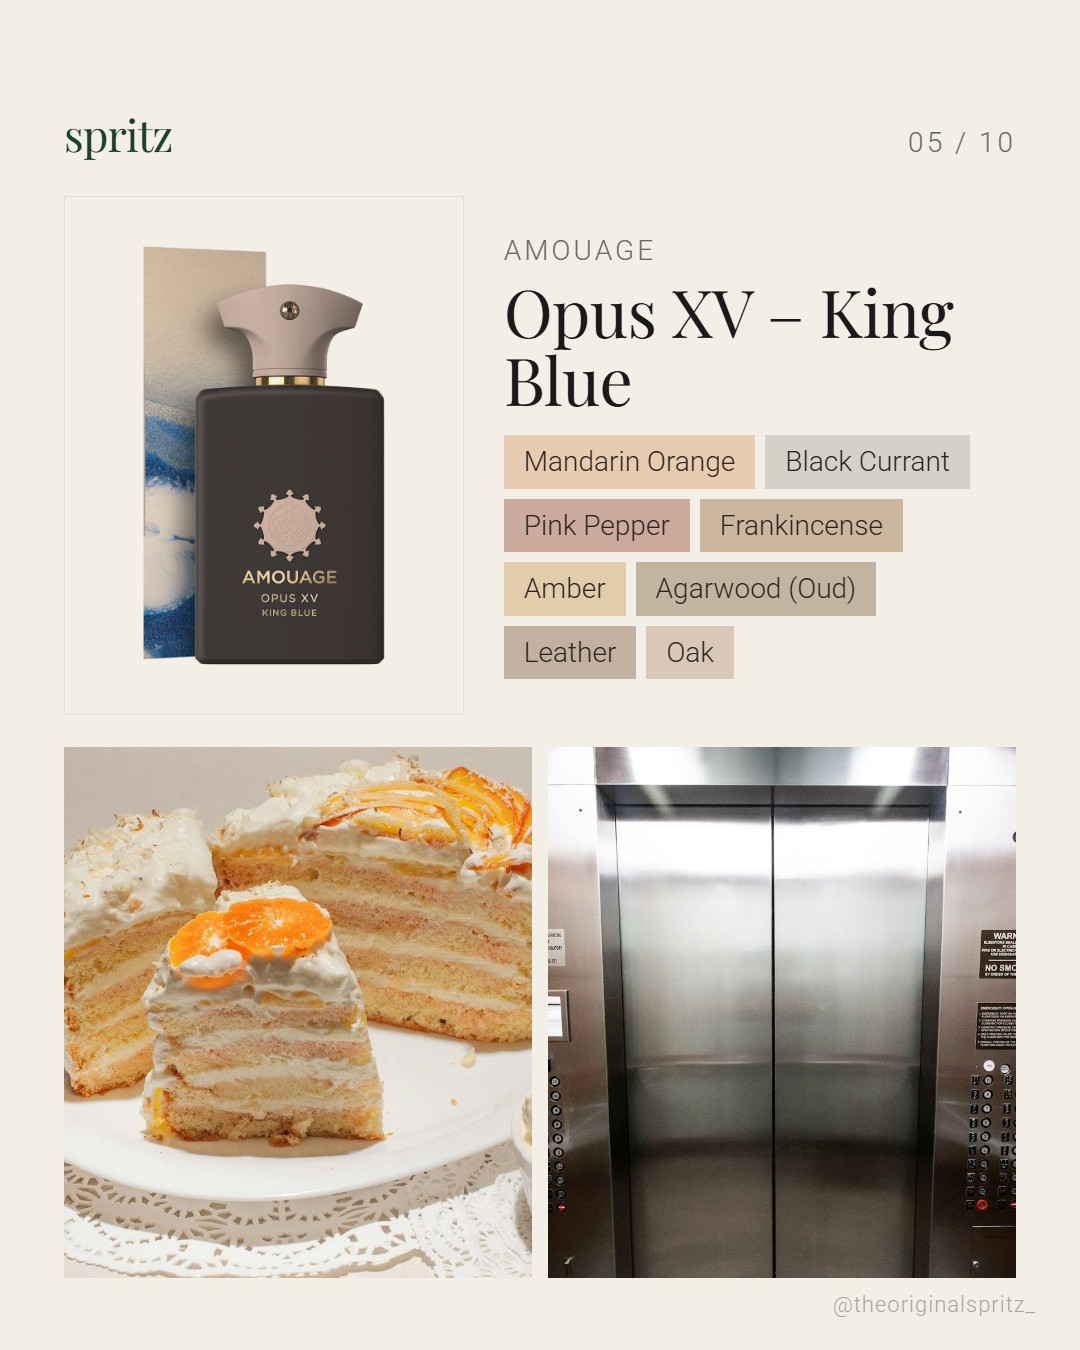 spritz
05 / 10
AMOUAGE
Opus XV – King
Blue
Mandarin Orange
Black Currant
Pink Pepper
Frankincense
Amber
Agarwood (Oud)
Leather
Oak
AMOUAGE
OPUS XV
KING BLUE
WARN
NO SMO
@theoriginalspritz_